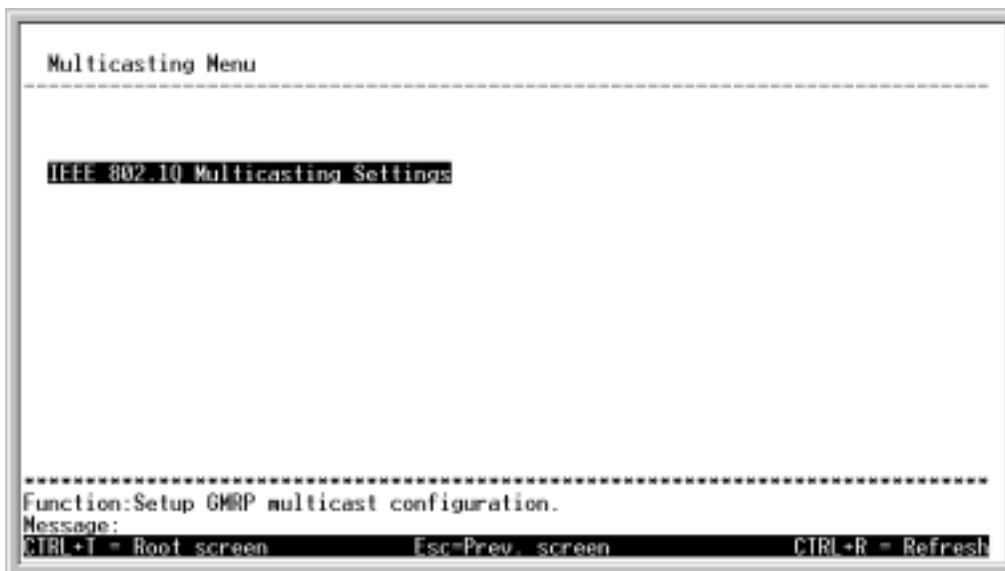 Multicasting Menu
IEEE 802.1Q Multicasting Settings
Function:Setup GMRP multicast configuration.
Message:
CTRL+T = Root screen Esc=Prev. screen CTRL+R = Refresh